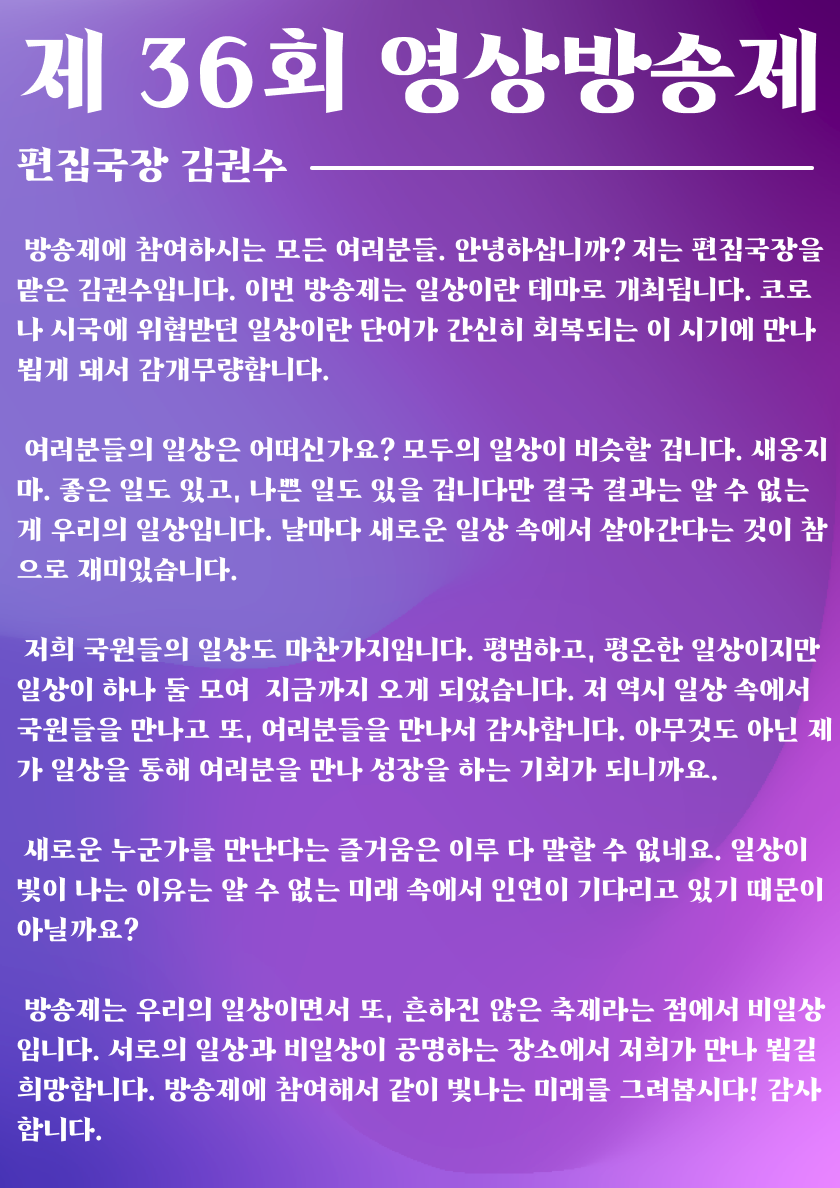 제 36회 영상방송제
편집국장 김권수
방송제에 참여하시는 모든 여러분들. 안녕하십니까? 저는 편집국장을
맡은 김권수입니다. 이번 방송제는 일상이란 테마로 개최됩니다. 코로
나 시국에 위협받던 일상이란 단어가 간신히 회복되는 이 시기에 만나
뵙게 돼서 감개무량합니다.
여러분들의 일상은 어떠신가요? 모두의 일상이 비슷할 겁니다. 새옹지
마. 좋은 일도 있고, 나쁜 일도 있을 겁니다만 결국 결과는 알 수 없는
게 우리의 일상입니다. 날마다 새로운 일상 속에서 살아간다는 것이 참
으로 재미있습니다.
저희 국원들의 일상도 마찬가지입니다. 평범하고, 평온한 일상이지만
일상이 하나 둘 모여  지금까지 오게 되었습니다. 저 역시 일상 속에서
국원들을 만나고 또, 여러분들을 만나서 감사합니다. 아무것도 아닌 제
가 일상을 통해 여러분을 만나 성장을 하는 기회가 되니까요.
새로운 누군가를 만난다는 즐거움은 이루 다 말할 수 없네요. 일상이
빛이 나는 이유는 알 수 없는 미래 속에서 인연이 기다리고 있기 때문이
아닐까요?
방송제는 우리의 일상이면서 또, 흔하진 않은 축제라는 점에서 비일상
입니다. 서로의 일상과 비일상이 공명하는 장소에서 저희가 만나 뵙길
희망합니다. 방송제에 참여해서 같이 빛나는 미래를 그려봅시다! 감사
합니다.